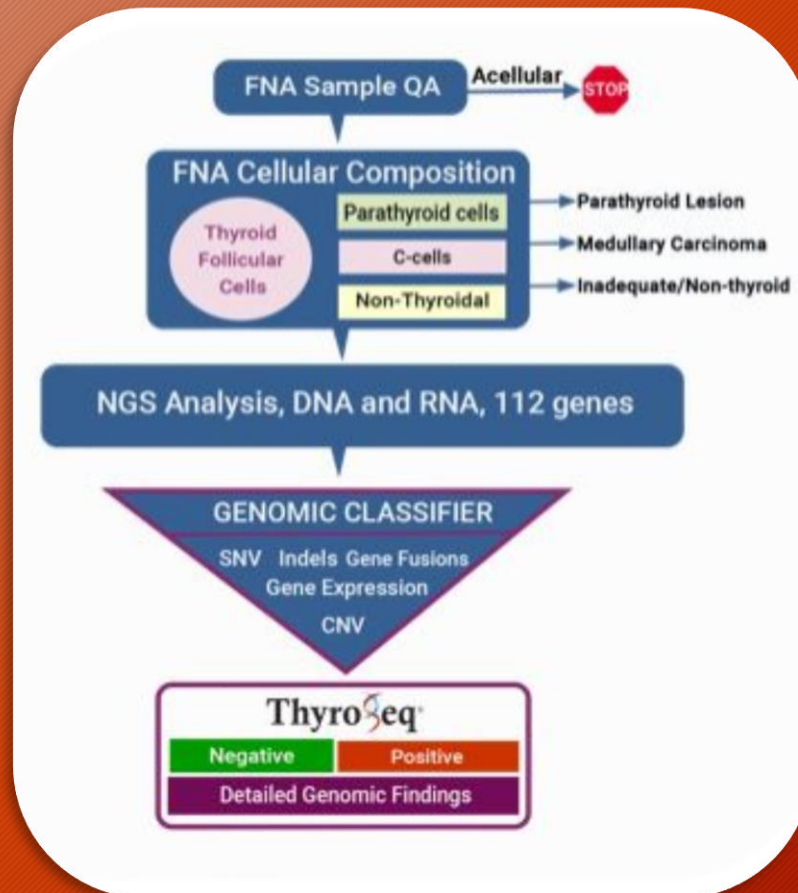 FNA Sample QA
Acellular
STOP
FNA Cellular Composition
Thyroid
Follicular
Cells
Parathyroid cells
C-cells
Non-Thyroidal
Parathyroid Lesion
Medullary Carcinoma
Inadequate/Non-thyroid
NGS Analysis, DNA and RNA, 112 genes
GENOMIC CLASSIFIER
SNV Indels Gene Fusions
Gene Expression
CNV
ThyroSeq
Negative
Positive
Detailed Genomic Findings